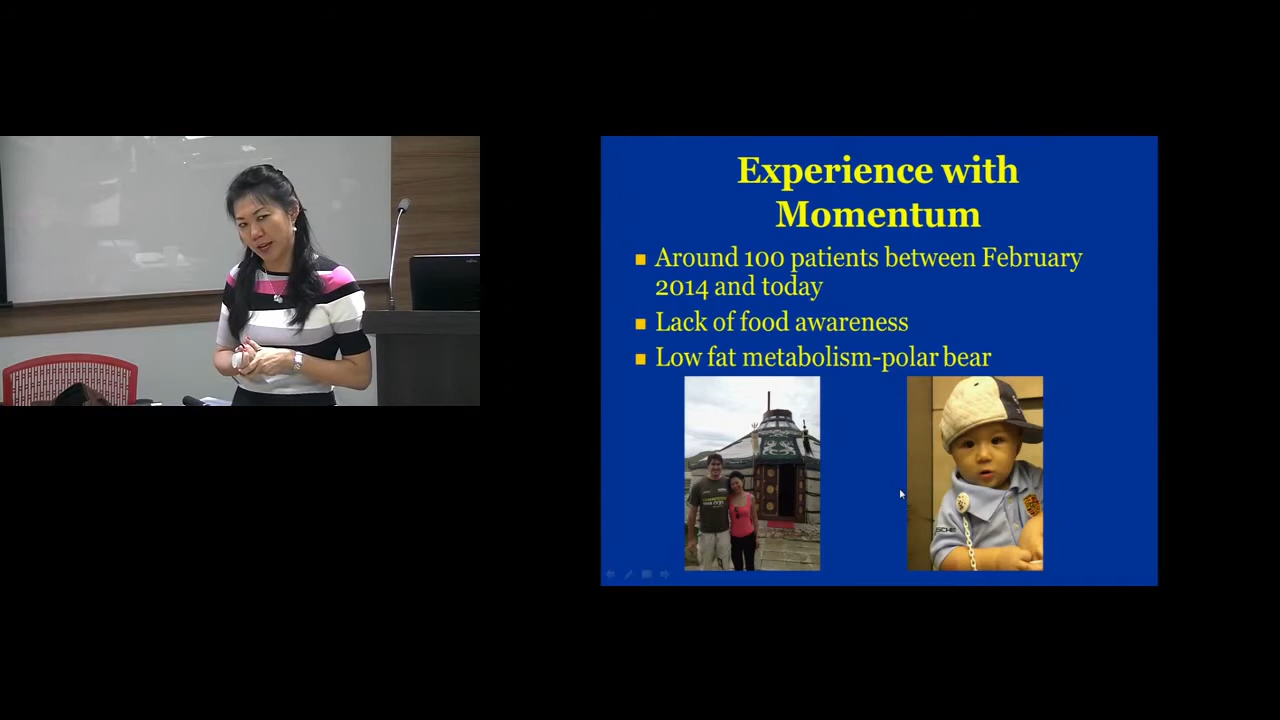 Experience with
Momentum
Around 100 patients between February
2014 and today
Lack of food awareness
Low fat metabolism-polar bear